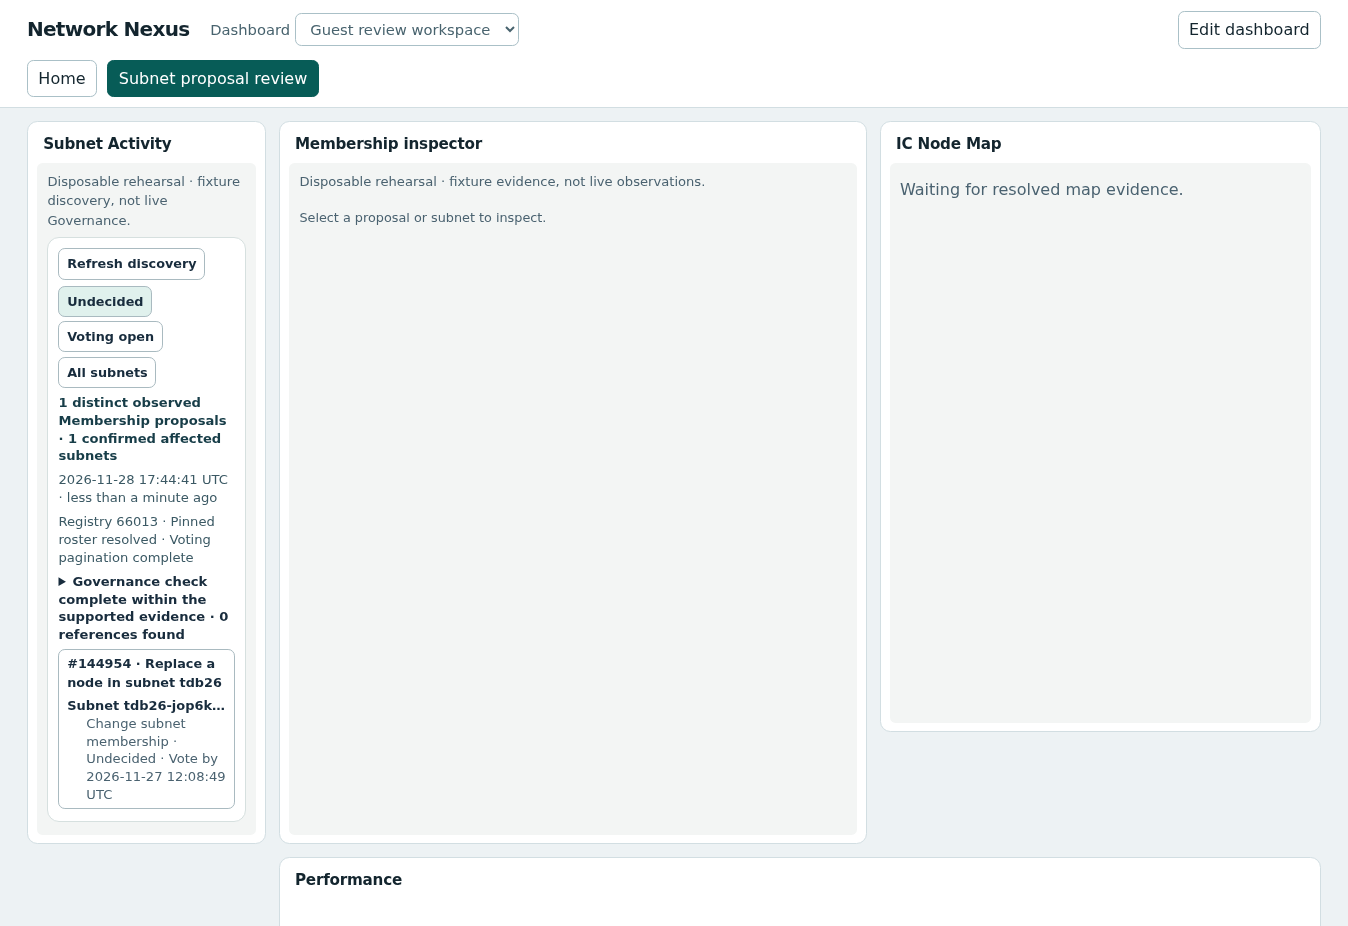 Network Nexus
Dashboard
Guest review workspace
Edit dashboard
Home
Subnet proposal review
Subnet Activity
Disposable rehearsal · fixture
discovery, not live
Governance.
Refresh discovery
Undecided
Voting open
All subnets
1 distinct observed
Membership proposals
· 1 confirmed affected
subnets
2026-11-28 17:44:41 UTC
· less than a minute ago
Registry 66013 · Pinned
roster resolved · Voting
pagination complete
Governance check
complete within the
supported evidence · 0
references found
#144954 · Replace a
node in subnet tdb26
Subnet tdb26-jop6k…
Change subnet
membership ·
Undecided · Vote by
2026-11-27 12:08:49
UTC
Membership inspector
Disposable rehearsal · fixture evidence, not live observations.
Select a proposal or subnet to inspect.
IC Node Map
Waiting for resolved map evidence.
Performance